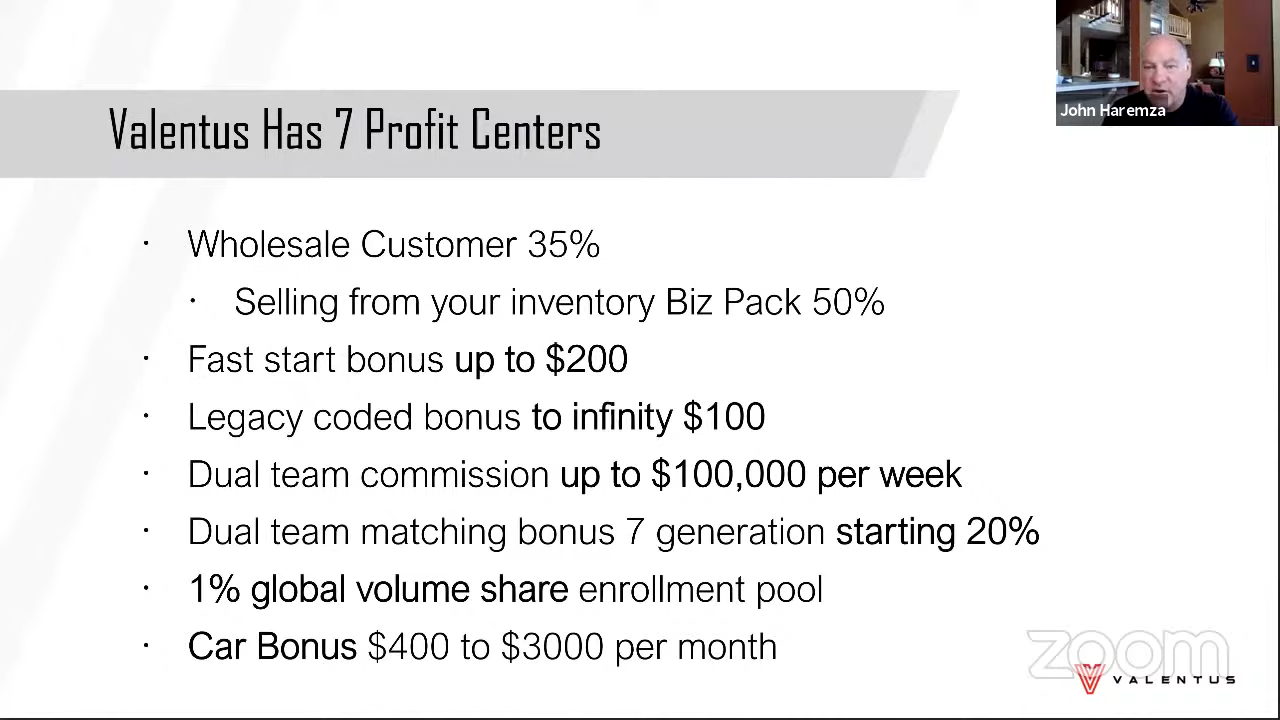 John Haremza
Valentus Has 7 Profit Centers
· Wholesale Customer 35%
· Selling from your inventory Biz Pack 50%
· Fast start bonus up to $200
· Legacy coded bonus to infinity $100
· Dual team commission up to $100,000 per week
· Dual team matching bonus 7 generation starting 20%
· 1% global volume share enrollment pool
· Car Bonus $400 to $3000 per month
zoom
VALENTUS